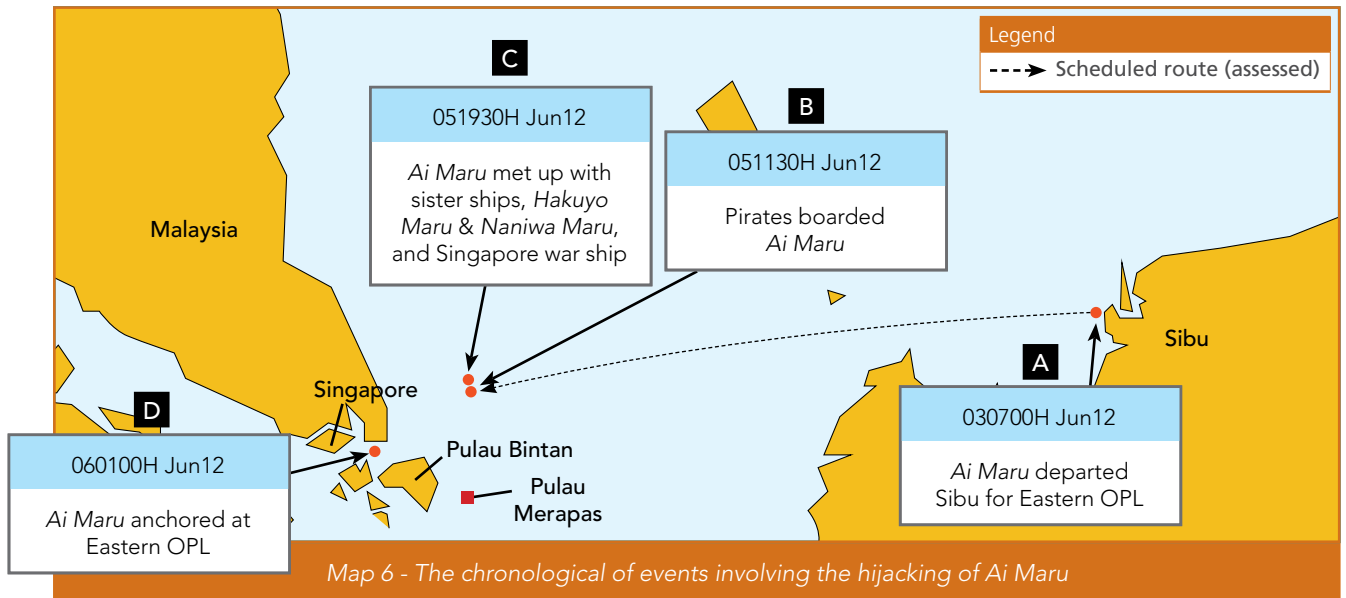 Legend
Scheduled route (assessed)
C
051930H Jun12
Ai Maru met up with
sister ships, Hakuyo
Maru & Naniwa Maru,
and Singapore war ship
B
051130H Jun12
Pirates boarded
Ai Maru
Malaysia
Sibu
A
030700H Jun12
Ai Maru departed
Sibu for Eastern OPL
Singapore
D
060100H Jun12
Ai Maru anchored at
Eastern OPL
Pulau Bintan
Pulau
Merapas
Map 6 - The chronological of events involving the hijacking of Ai Maru